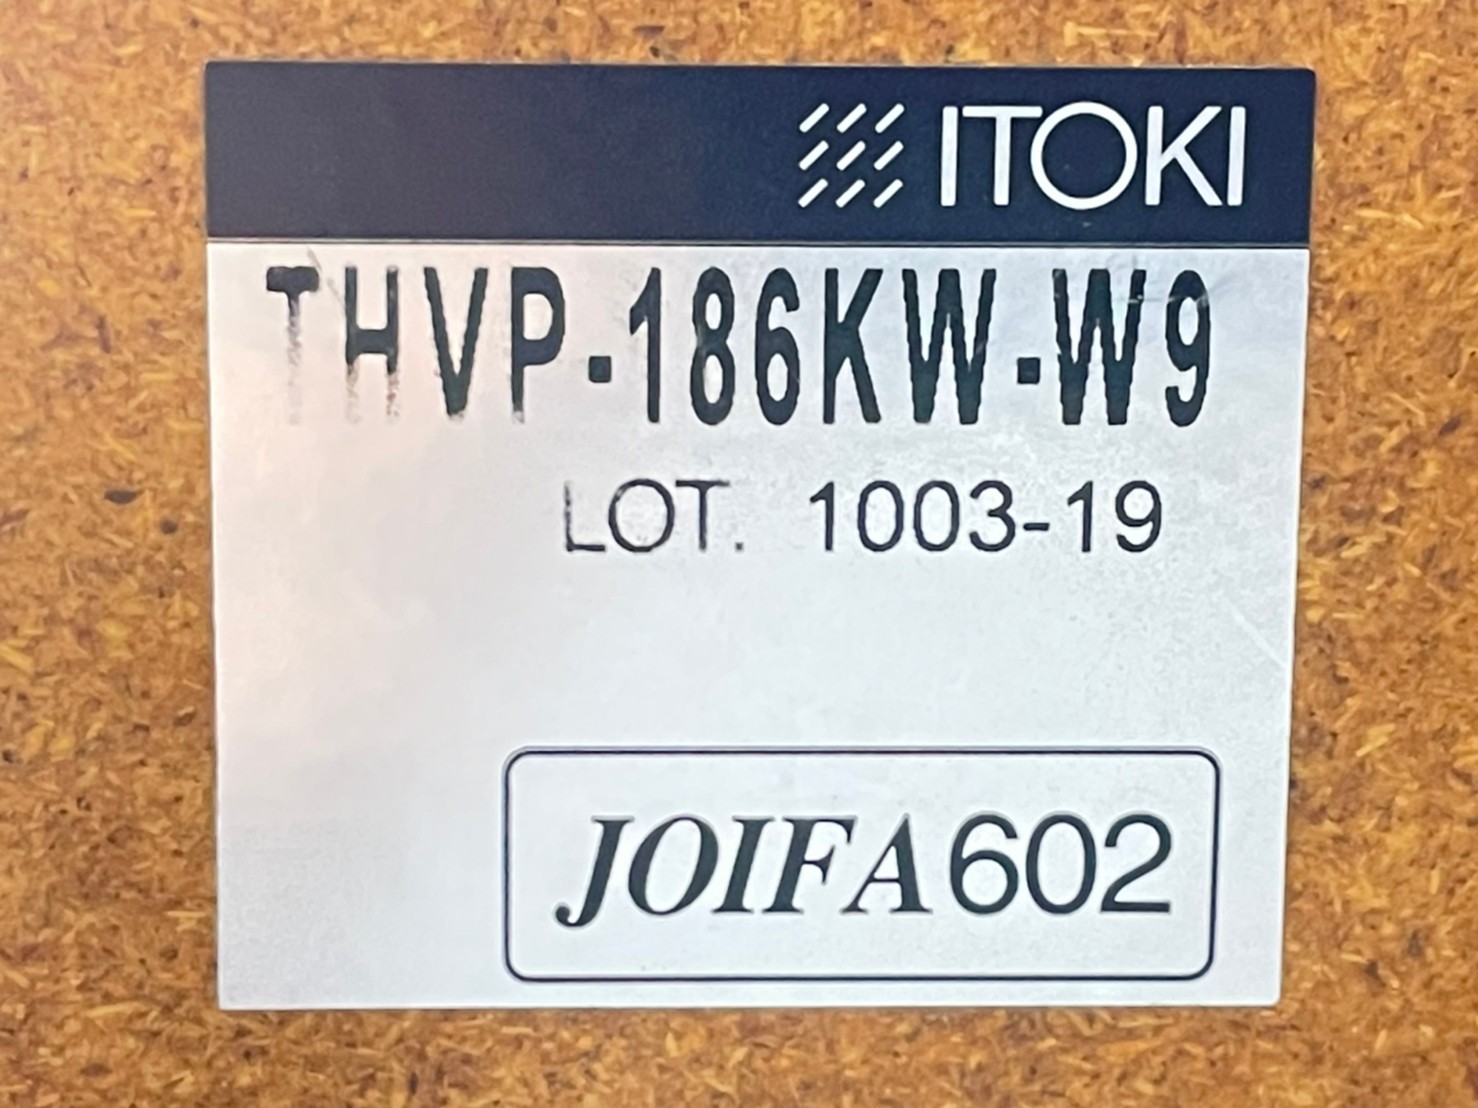 ITOKI
THVP-186KW-W9
LOT. 1003-19
JOIFA602